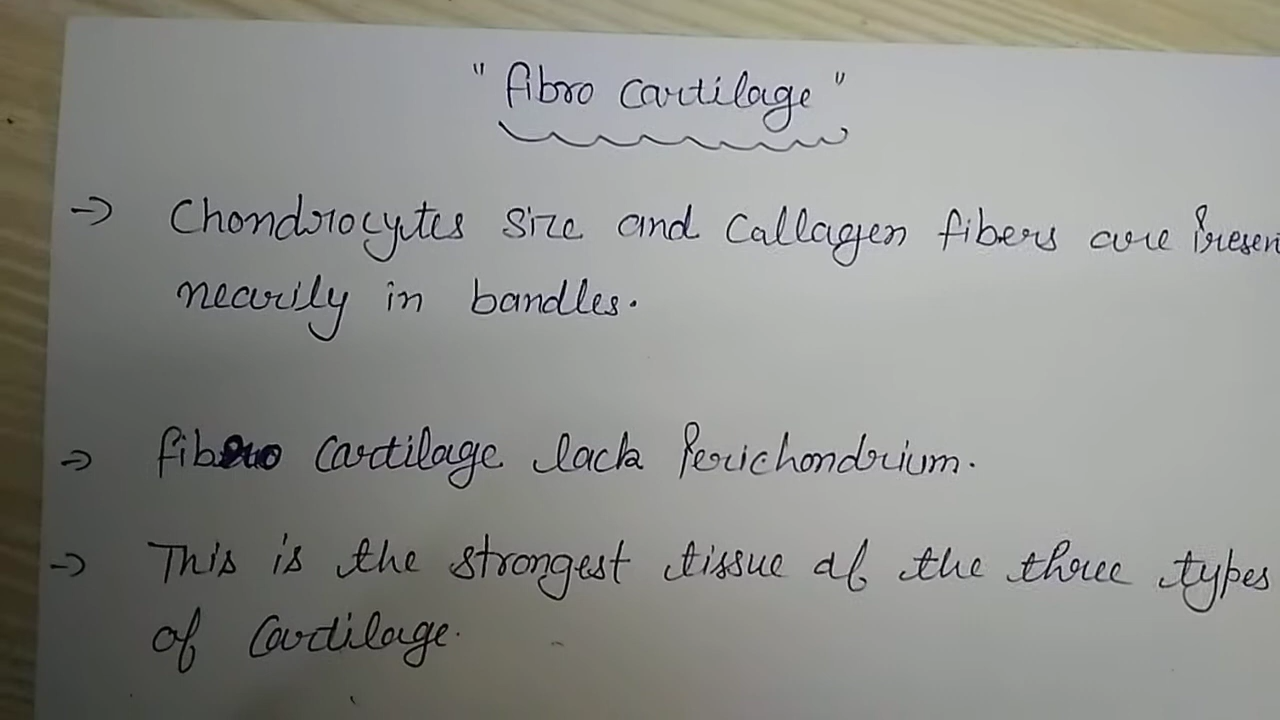 "fibro cartilage"
→ Chondrocytes size and Callagen fibers are Presen
nearily in bandles.
→ fibro cartilage lack Perichondrium.
→ This is the strongest tissue of the three types
of Cartilage.